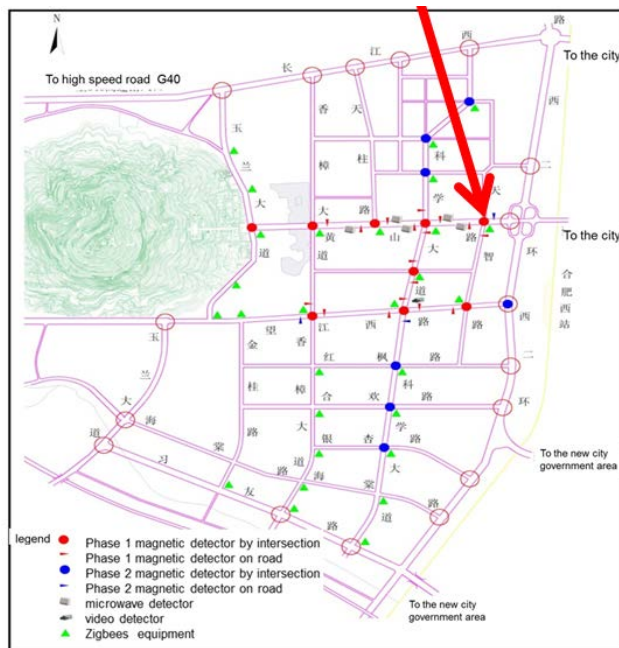 N
To high speed road G40
To the city
To the city
长江西路
玉兰大道
香樟大道
天桂路
科学大道
天智路
西二环
黄山路
合肥西站
望江西路
玉兰大道
金桂路
香樟大道
红枫路
合欢路
银杏路
科学大道
海棠路
海棠路
习友路
西二环路
To the new city
government area
To the new city
government area
legend
Phase 1 magnetic detector by intersection
Phase 1 magnetic detector on road
Phase 2 magnetic detector by intersection
Phase 2 magnetic detector on road
microwave detector
video detector
Zigbees equipment